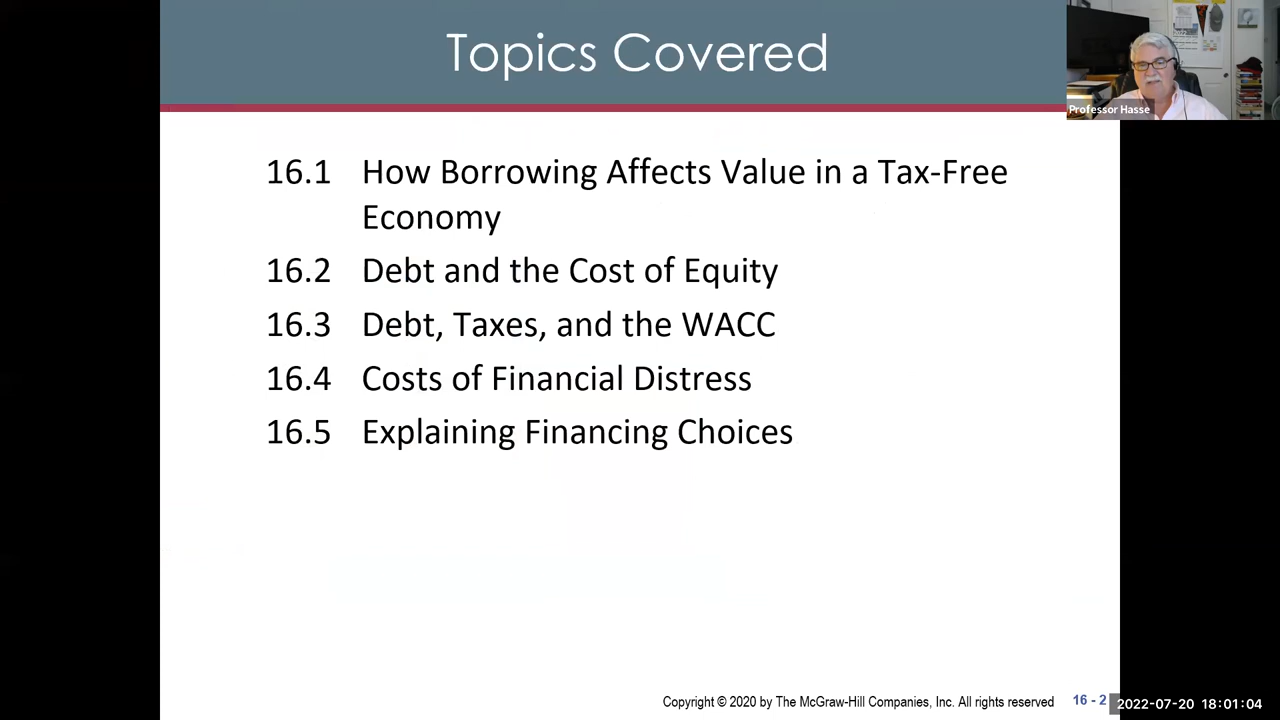 Topics Covered
Professor Hasse
16.1 How Borrowing Affects Value in a Tax-Free
Economy
16.2 Debt and the Cost of Equity
16.3 Debt, Taxes, and the WACC
16.4 Costs of Financial Distress
16.5 Explaining Financing Choices
Copyright © 2020 by The McGraw-Hill Companies, Inc. All rights reserved
16 - 2
2022-07-20 18:01:04